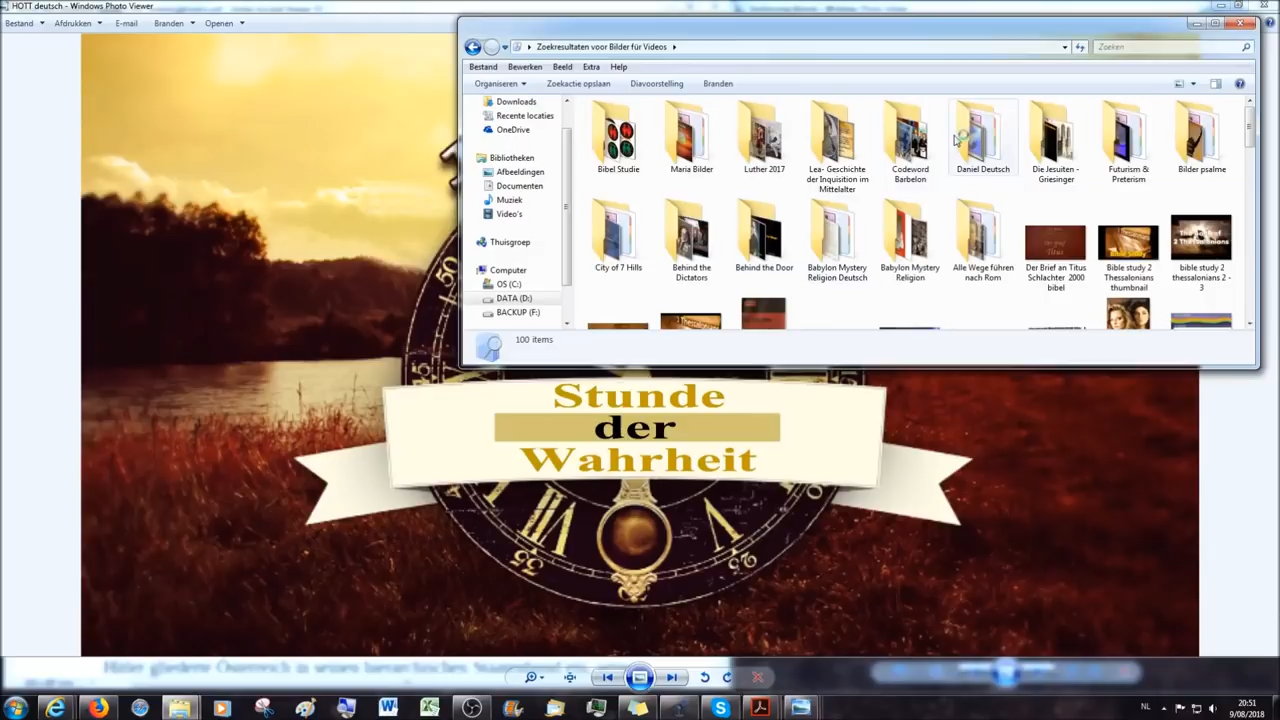 HOTT deutsch - Windows Photo Viewer
Bestand Afdrukken E-mail Branden Openen
Zoekresultaten voor Bilder für Videos
Zoeken
Bestand Bewerken Beeld Extra Help
Organiseren Zoekactie opslaan Diavoorstelling Branden
Downloads
Recente locaties
OneDrive
Bibliotheken
Afbeeldingen
Documenten
Muziek
Video's
Thuisgroep
Computer
OS (C:)
DATA (D:)
BACKUP (F:)
Bibel Studie
Maria Bilder
Luther 2017
Lea- Geschichte
der Inquisition im
Mittelalter
Codeword
Barbelon
Daniel Deutsch
Die Jesuiten -
Griesinger
Futurism &
Preterism
Bilder psalme
City of 7 Hills
Behind the
Dictators
Behind the Door
Babylon Mystery
Religion Deutsch
Babylon Mystery
Religion
Alle Wege führen
nach Rom
Der Brief an Titus
Schlachter 2000
bibel
Bible study 2
Thessalonians
thumbnail
bible study 2
thessalonians 2 -
3
100 items
Stunde
der
Wahrheit
50
35
25
NL
20:51
9/08/2018